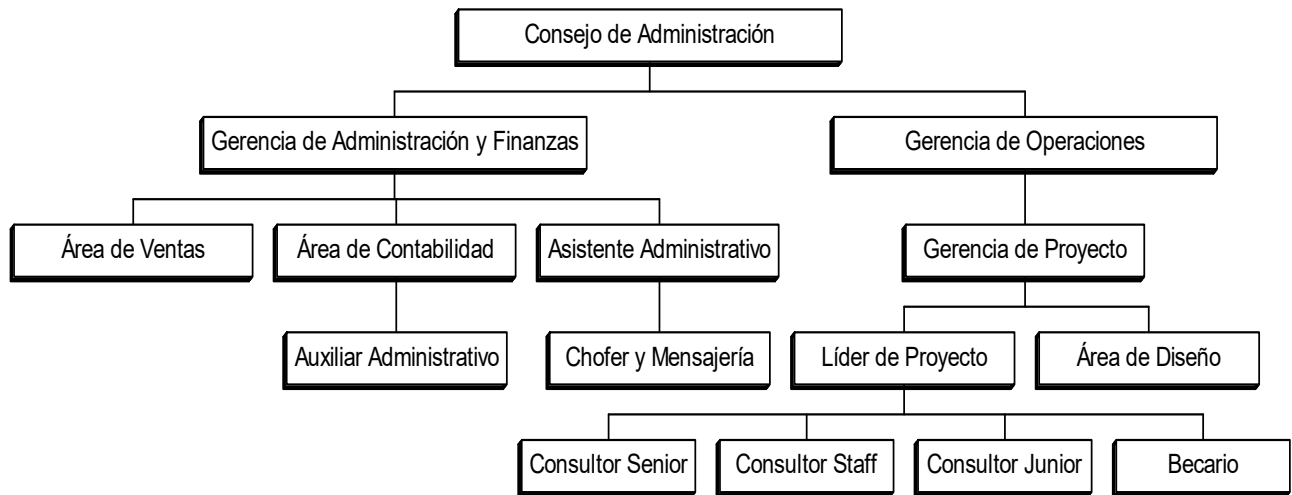 Consejo de Administración
Gerencia de Administración y Finanzas
Gerencia de Operaciones
Área de Ventas
Área de Contabilidad
Asistente Administrativo
Gerencia de Proyecto
Auxiliar Administrativo
Chofer y Mensajería
Líder de Proyecto
Área de Diseño
Consultor Senior
Consultor Staff
Consultor Junior
Becario